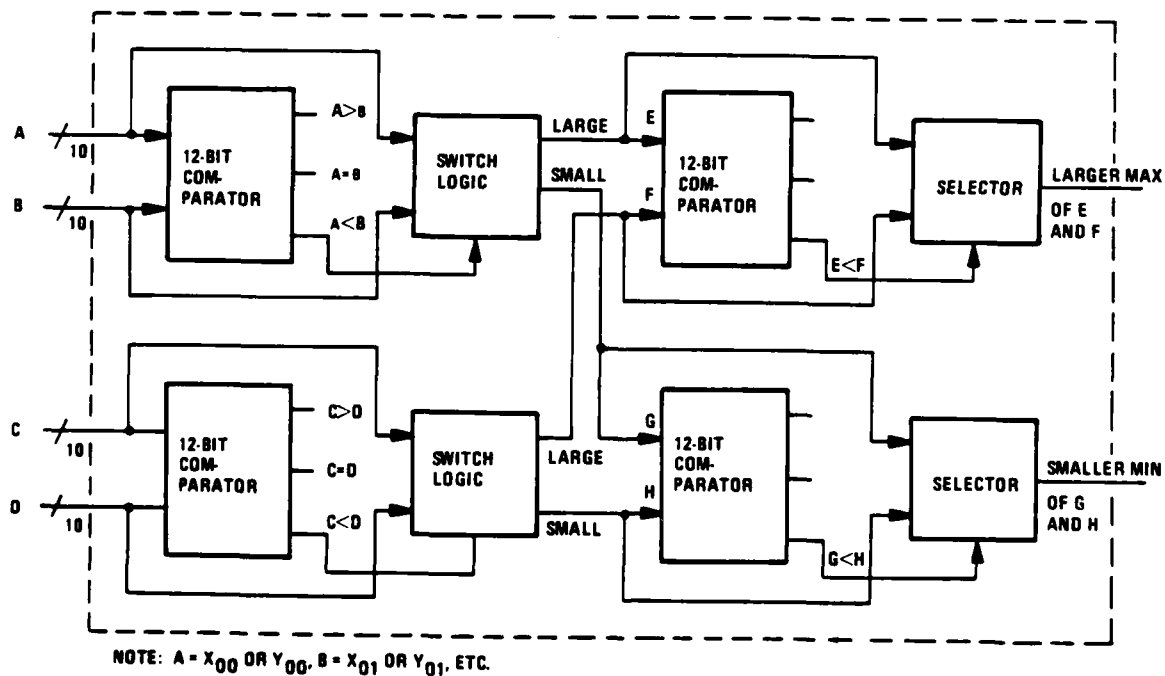 A
10
B
10
12-BIT
COM-
PARATOR
A>B
A=B
A<B
SWITCH
LOGIC
LARGE
SMALL
E
F
12-BIT
COM-
PARATOR
E<F
SELECTOR
LARGER MAX
OF E
AND F
C
10
D
10
12-BIT
COM-
PARATOR
C>D
C=D
C<D
SWITCH
LOGIC
LARGE
SMALL
G
H
12-BIT
COM-
PARATOR
G<H
SELECTOR
SMALLER MIN
OF G
AND H
NOTE: A = X00 OR Y00, B = X01 OR Y01, ETC.